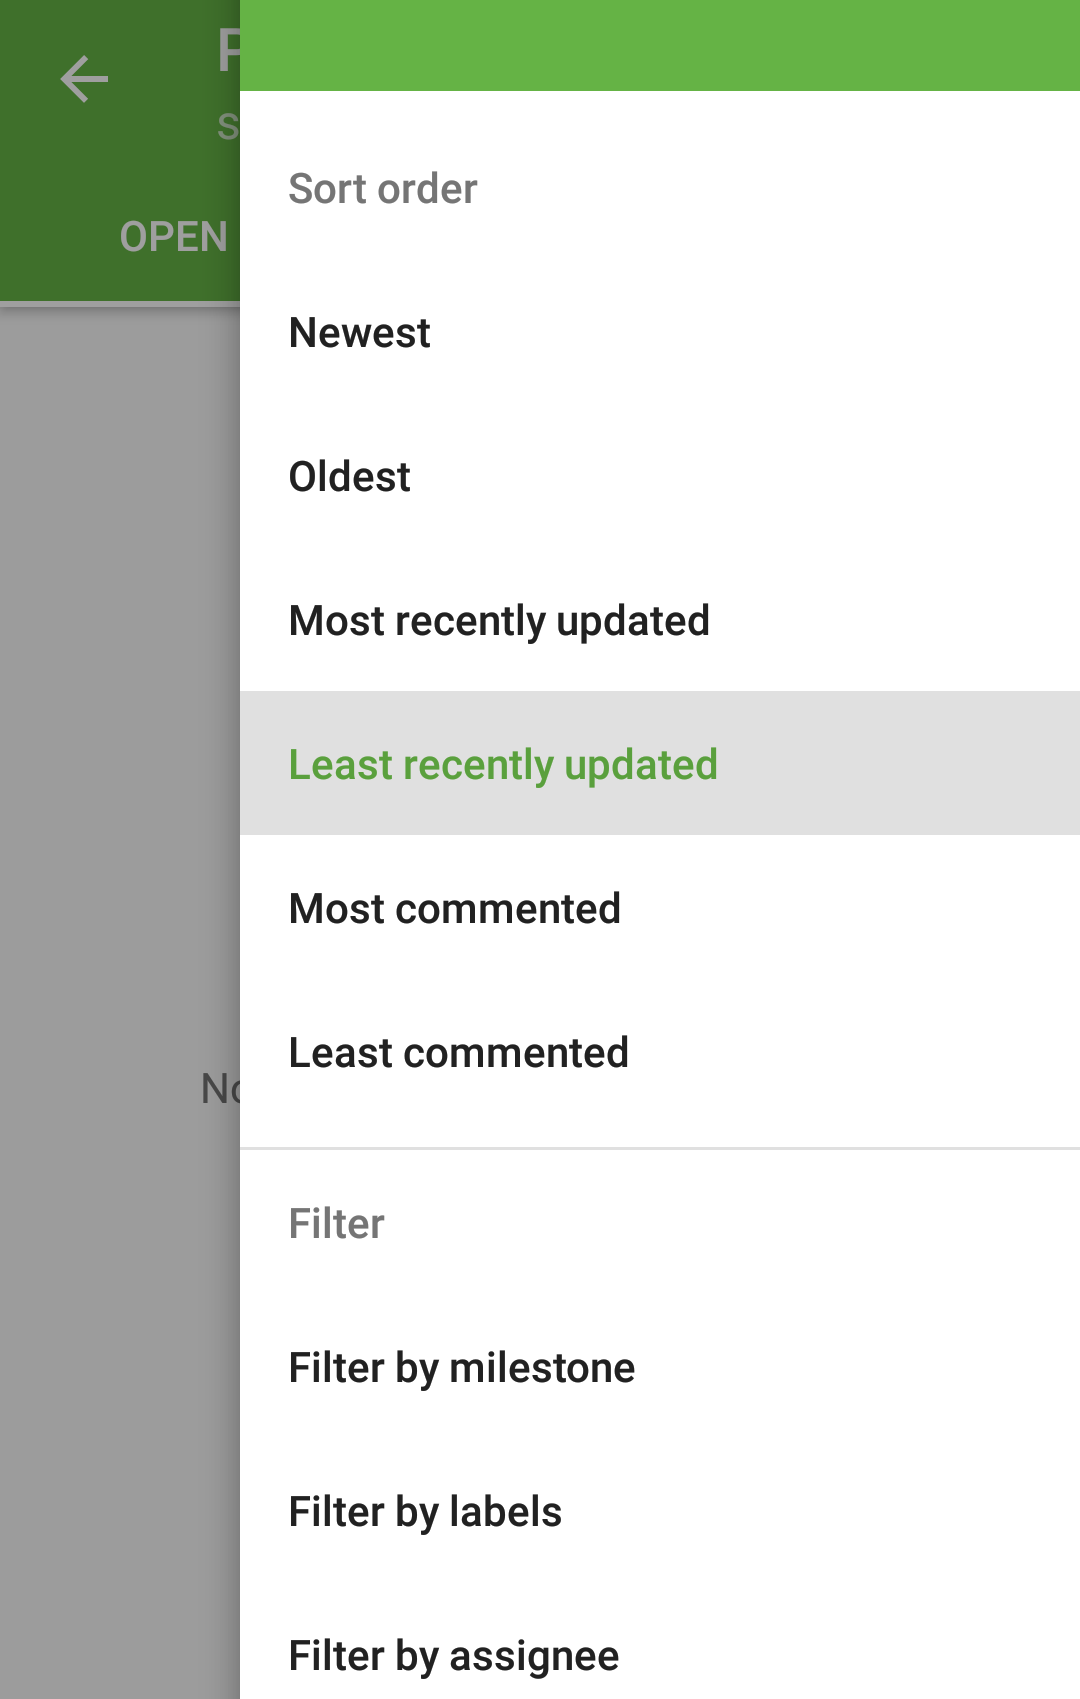 OPEN
Sort order
Newest
Oldest
Most recently updated
Least recently updated
Most commented
Least commented
Filter
Filter by milestone
Filter by labels
Filter by assignee